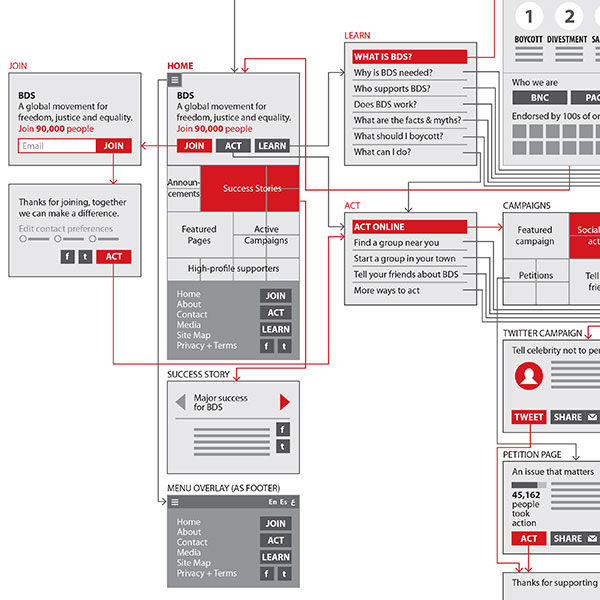 JOIN
BDS
A global movement for
freedom, justice and equality.
Join 90,000 people
Email
JOIN
Thanks for joining, together
we can make a difference.
Edit contact preferences
f
t
ACT
HOME
BDS
A global movement for
freedom, justice and equality.
Join 90,000 people
JOIN
ACT
LEARN
Announ-
cements
Success Stories
Featured
Pages
Active
Campaigns
High-profile supporters
Home
About
Contact
Media
Site Map
Privacy + Terms
JOIN
ACT
LEARN
f
t
SUCCESS STORY
Major success
for BDS
f
t
MENU OVERLAY (AS FOOTER)
En Es ع
Home
About
Contact
Media
Site Map
Privacy + Terms
JOIN
ACT
LEARN
f
t
LEARN
WHAT IS BDS?
Why is BDS needed?
Who supports BDS?
Does BDS work?
What are the facts & myths?
What should I boycott?
What can I do?
ACT
ACT ONLINE
Find a group near you
Start a group in your town
Tell your friends about BDS
More ways to act
1
2
BOYCOTT
DIVESTMENT
SA
Who we are
BNC
PAC
Endorsed by 100s of or
CAMPAIGNS
Featured
campaign
Social
act
Petitions
Tell
frie
TWITTER CAMPAIGN
Tell celebrity not to per
TWEET
SHARE
PETITION PAGE
An issue that matters
45,162
people
took
action
ACT
SHARE
Thanks for supporting